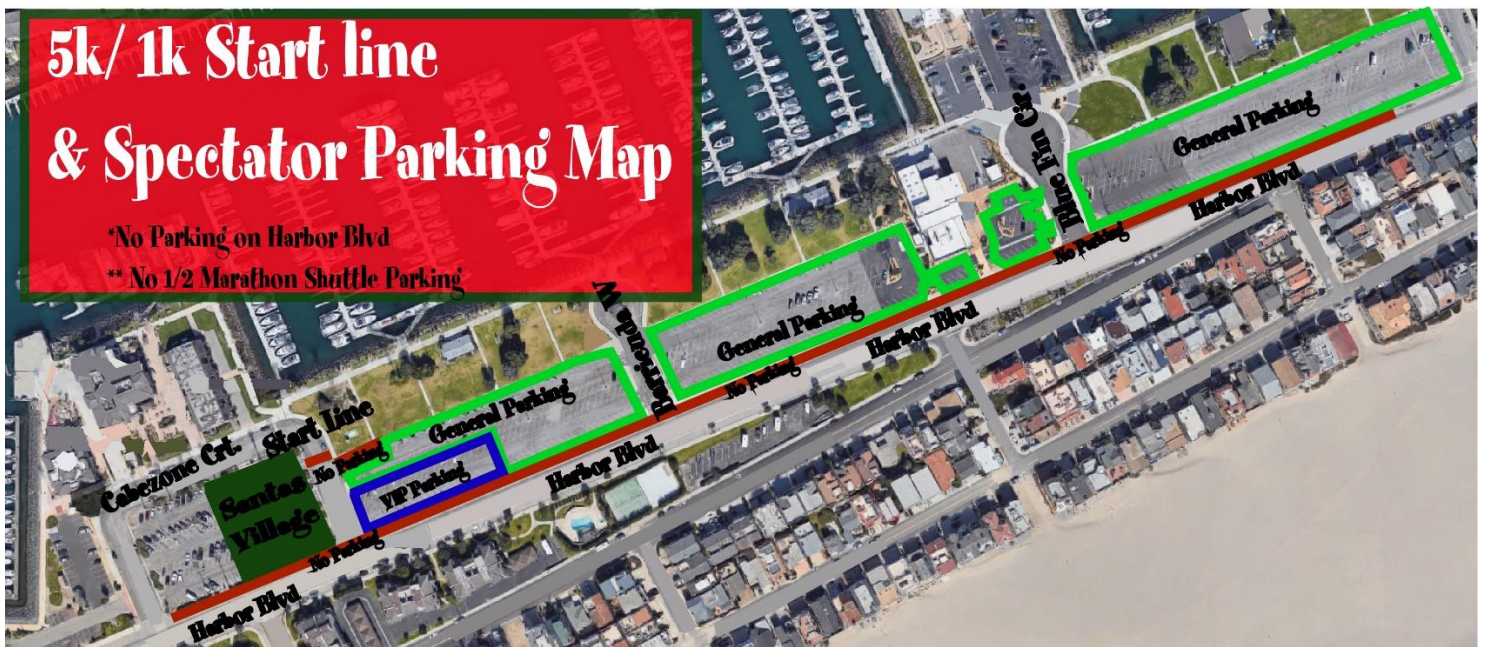 5k/ 1k Start line
& Spectator Parking Map
*No Parking on Harbor Blvd
** No 1/2 Marathon Shuttle Parking
General Parking
Blue Fin Cir.
Harbor Blvd
No Parking
General Parking
Harbor Blvd
No Parking
Barracuda W
General Parking
Start Line
Cabezone Crt.
No Parking
VIP Parking
Harbor Blvd
Santas
Village
No Parking
Harbor Blvd